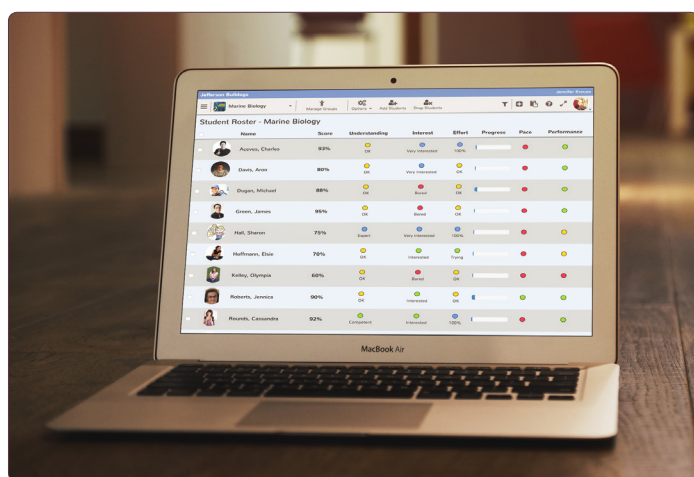 Jefferson Bulldogs
Jennifer Rowan
Marine Biology
Manage Groups
Options
Add Students
Drop Students
Student Roster - Marine Biology
Name Score Understanding Interest Effort Progress Pace Performance
Aceves, Charles 93% OK Very Interested 100%
Davis, Aron 80% OK Very Interested OK
Dugan, Michael 88% OK Bored OK
Green, James 95% OK Bored OK
Hall, Sharon 75% Expert Very Interested 100%
Hoffmann, Elsie 70% OK Interested Trying
Kelley, Olympia 60% OK Bored OK
Roberts, Jennica 90% OK Interested OK
Rounds, Cassandra 92% Competent Interested 100%
MacBook Air